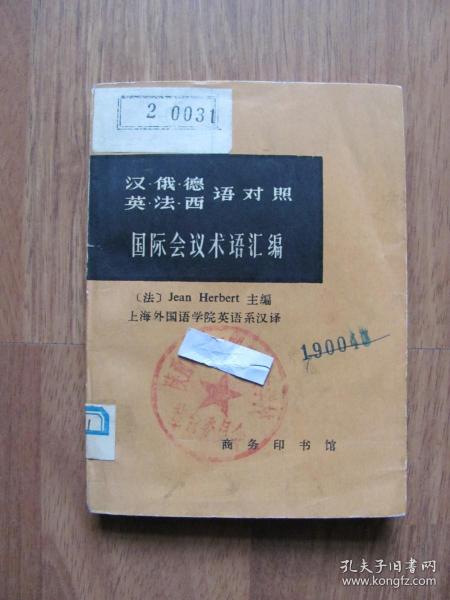 2 0031
汉·俄·德
英·法·西 语对照
国际会议术语汇编
〔法〕Jean Herbert 主编
上海外国语学院英语系汉译
190040
商务印书馆
孔夫子旧书网
www.kongfz.com